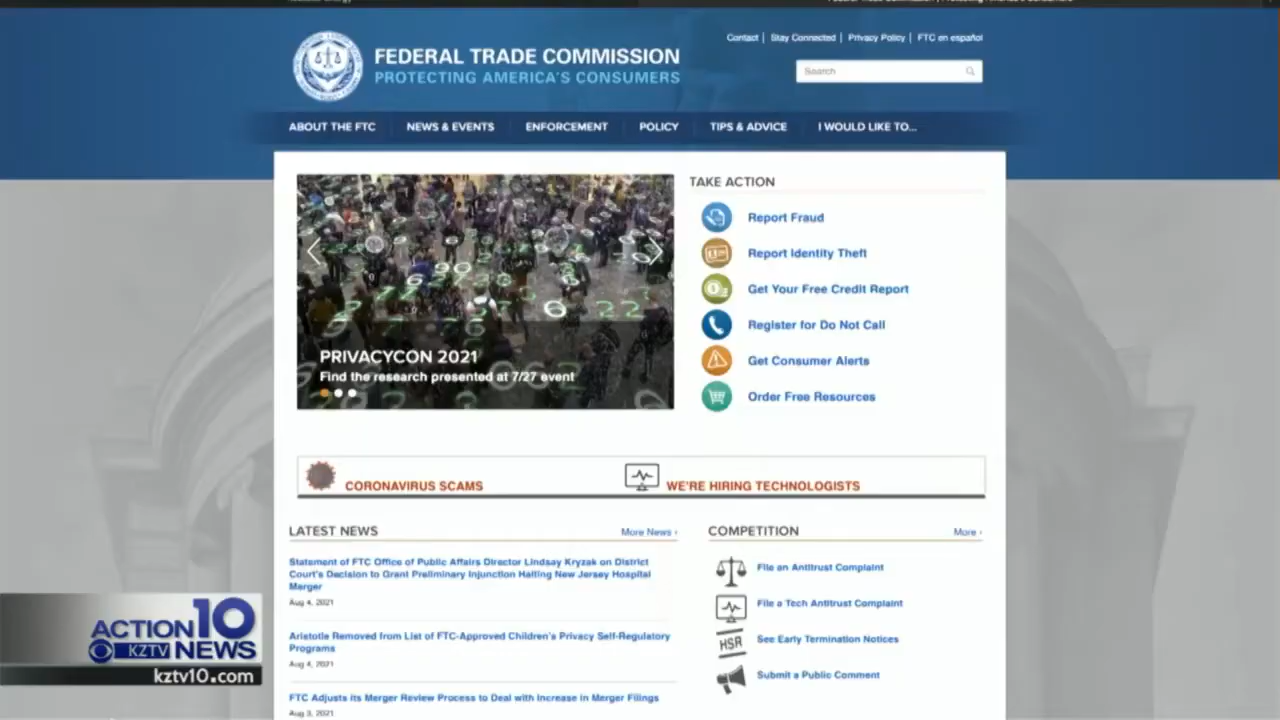 Contact | Stay Connected | Privacy Policy | FTC en español
FEDERAL TRADE COMMISSION
PROTECTING AMERICA'S CONSUMERS
Search
ABOUT THE FTC
NEWS & EVENTS
ENFORCEMENT
POLICY
TIPS & ADVICE
I WOULD LIKE TO...
PRIVACYCON 2021
Find the research presented at 7/27 event
TAKE ACTION
Report Fraud
Report Identity Theft
Get Your Free Credit Report
Register for Do Not Call
Get Consumer Alerts
Order Free Resources
CORONAVIRUS SCAMS
WE'RE HIRING TECHNOLOGISTS
LATEST NEWS
More News ›
Statement of FTC Office of Public Affairs Director Lindsay Kryzak on District
Court's Decision to Grant Preliminary Injunction Halting New Jersey Hospital
Merger
Aug 4, 2021
Aristotle Removed from List of FTC-Approved Children's Privacy Self-Regulatory
Programs
Aug 4, 2021
FTC Adjusts its Merger Review Process to Deal with Increase in Merger Filings
Aug 3, 2021
COMPETITION
More ›
File an Antitrust Complaint
File a Tech Antitrust Complaint
HSR
See Early Termination Notices
Submit a Public Comment
ACTION 10
KZTV NEWS
kztv10.com